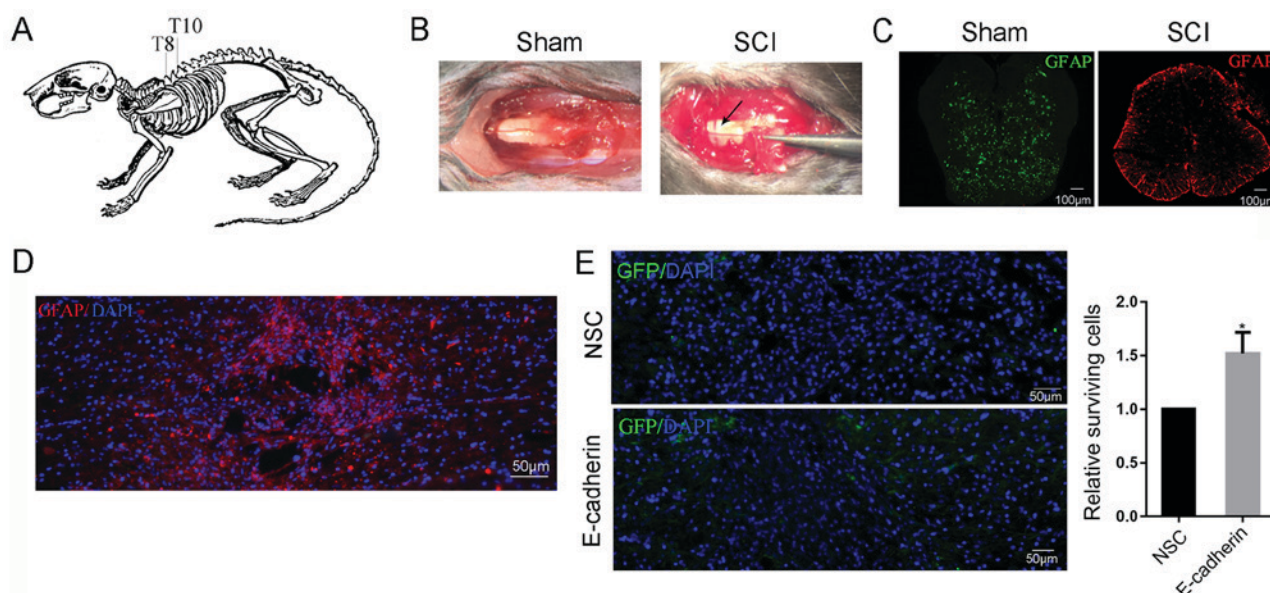 A
T10
T8
B
Sham
SCI
C
Sham
SCI
GFAP
GFAP
100μm
100μm
D
GFAP/DAPI
50μm
E
NSC
GFP/DAPI
50μm
E-cadherin
GFP/DAPI
50μm
Relative surviving cells
2.0
1.5
1.0
0.5
0.0
*
NSC
E-cadherin